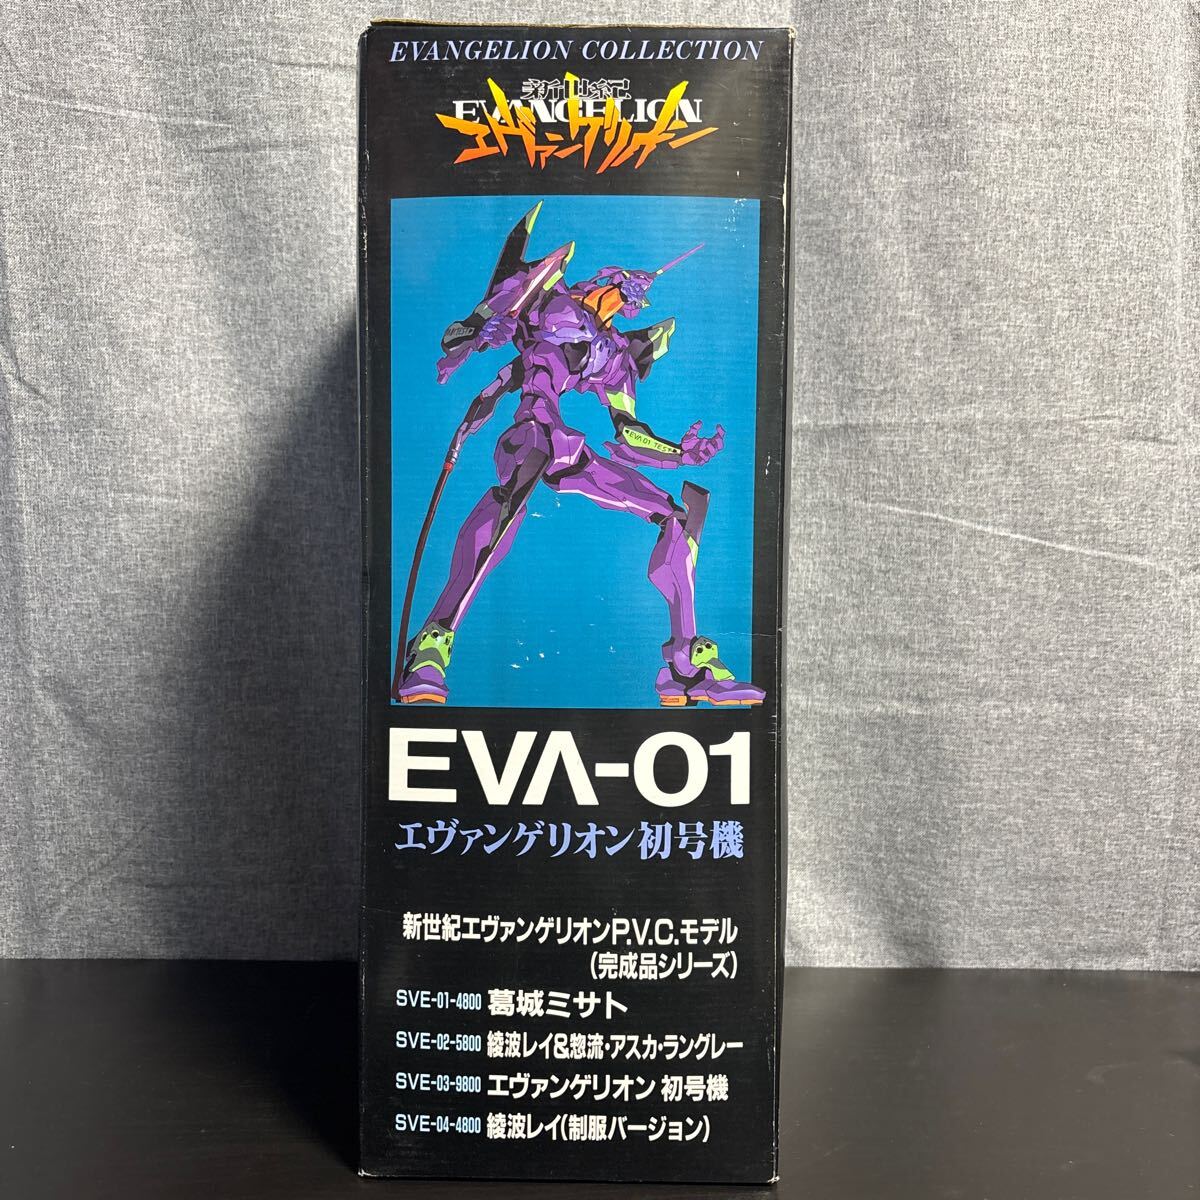 EVANGELION COLLECTION
新世紀
EVANGELION
エヴァンゲリオン
EVA 01 TEST
EVA-01
エヴァンゲリオン初号機
新世紀エヴァンゲリオンP.V.C.モデル
(完成品シリーズ)
SVE-01-4800 葛城ミサト
SVE-02-5800 綾波レイ&惣流・アスカ・ラングレー
SVE-03-9800 エヴァンゲリオン 初号機
SVE-04-4800 綾波レイ(制服バージョン)